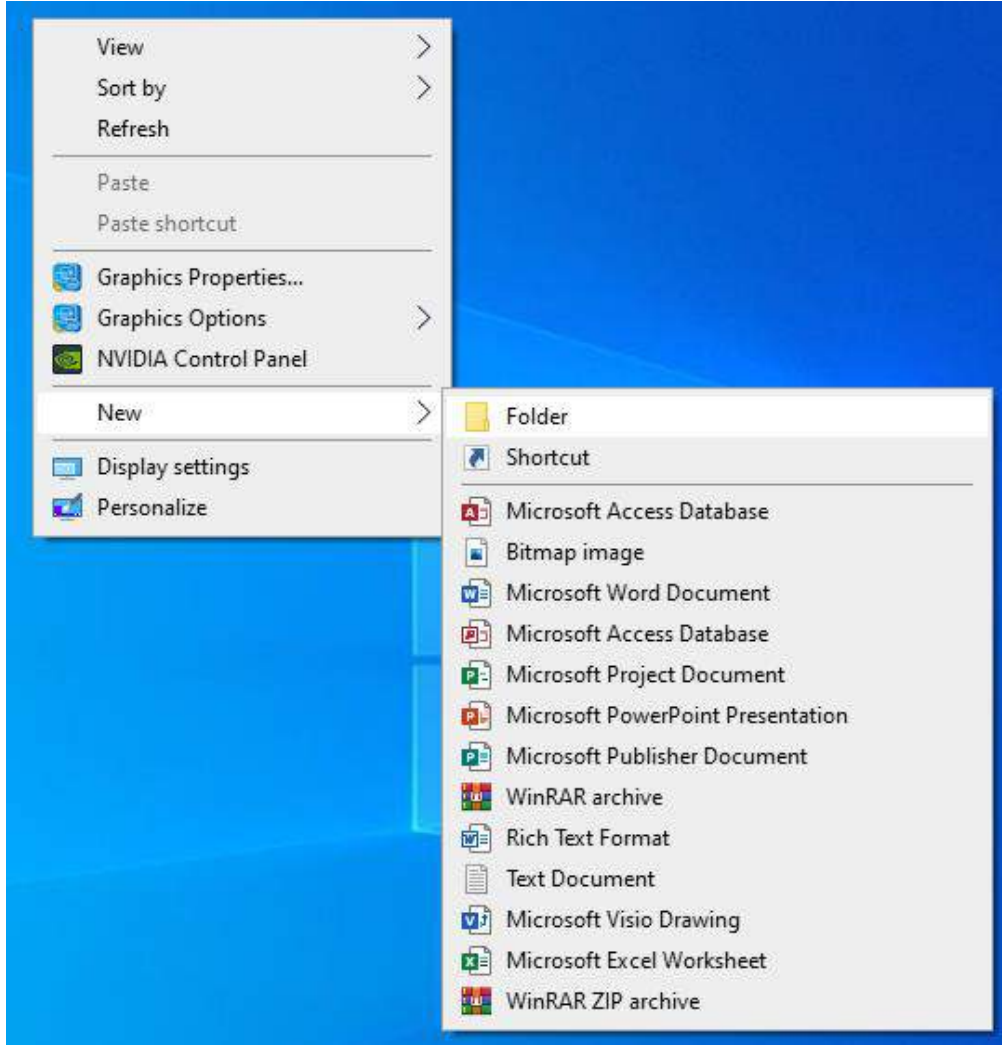 View
Sort by
Refresh
Paste
Paste shortcut
Graphics Properties...
Graphics Options
NVIDIA Control Panel
New
Display settings
Personalize
Folder
Shortcut
Microsoft Access Database
Bitmap image
Microsoft Word Document
Microsoft Access Database
Microsoft Project Document
Microsoft PowerPoint Presentation
Microsoft Publisher Document
WinRAR archive
Rich Text Format
Text Document
Microsoft Visio Drawing
Microsoft Excel Worksheet
WinRAR ZIP archive